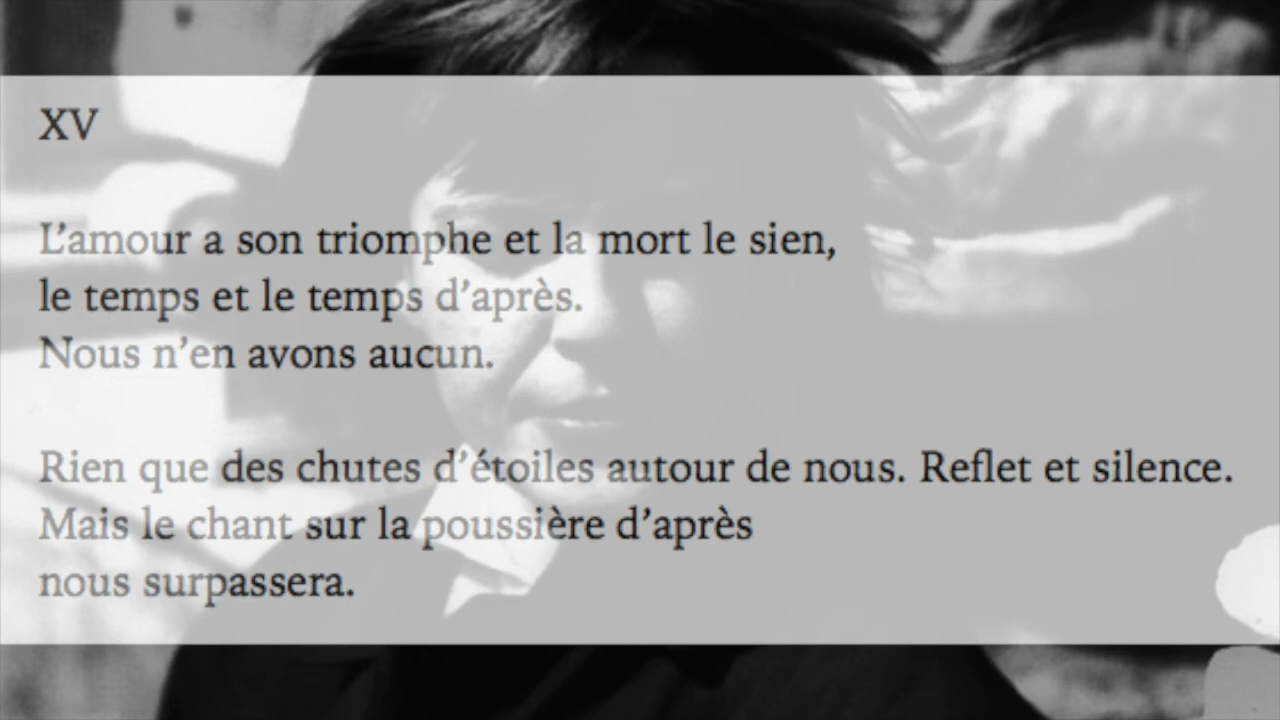 XV
L’amour a son triomphe et la mort le sien,
le temps et le temps d’après.
Nous n’en avons aucun.
Rien que des chutes d’étoiles autour de nous. Reflet et silence.
Mais le chant sur la poussière d’après
nous surpassera.